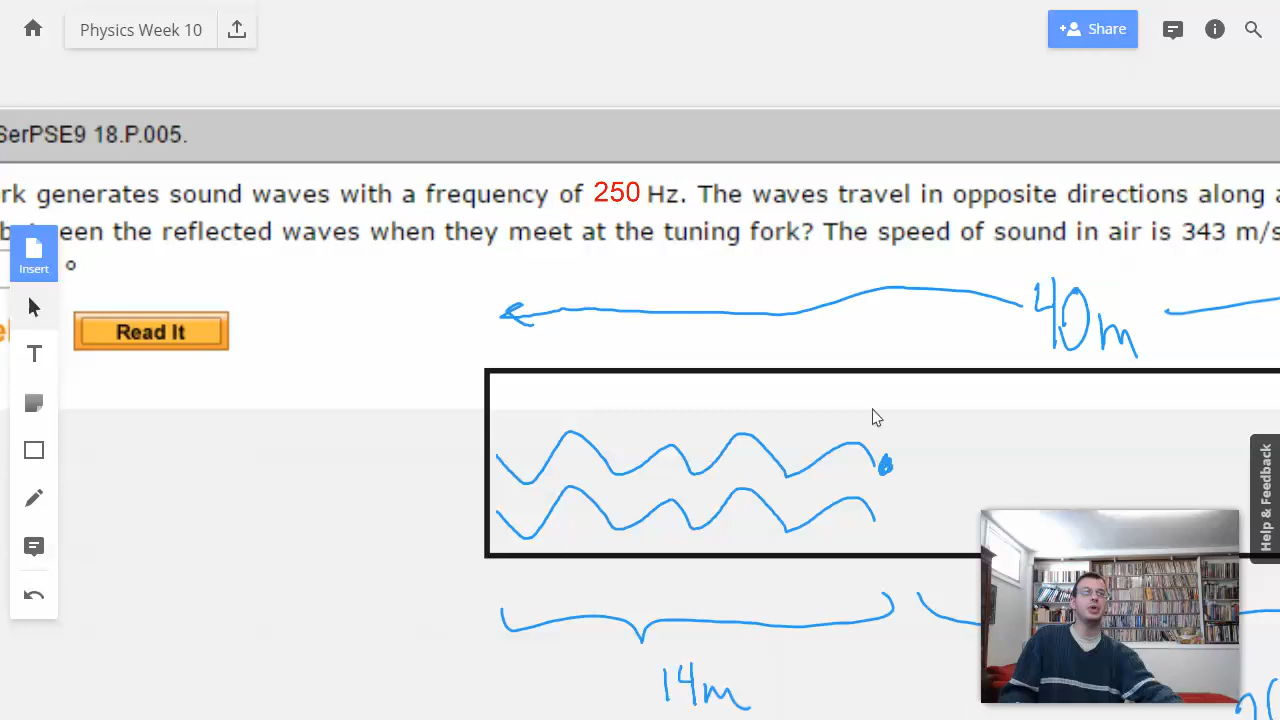 Physics Week 10
Share
SerPSE9 18.P.005.
rk generates sound waves with a frequency of 250 Hz. The waves travel in opposite directions along a
between the reflected waves when they meet at the tuning fork? The speed of sound in air is 343 m/s
°
Insert
Read It
T
40m
Help & Feedback
14m